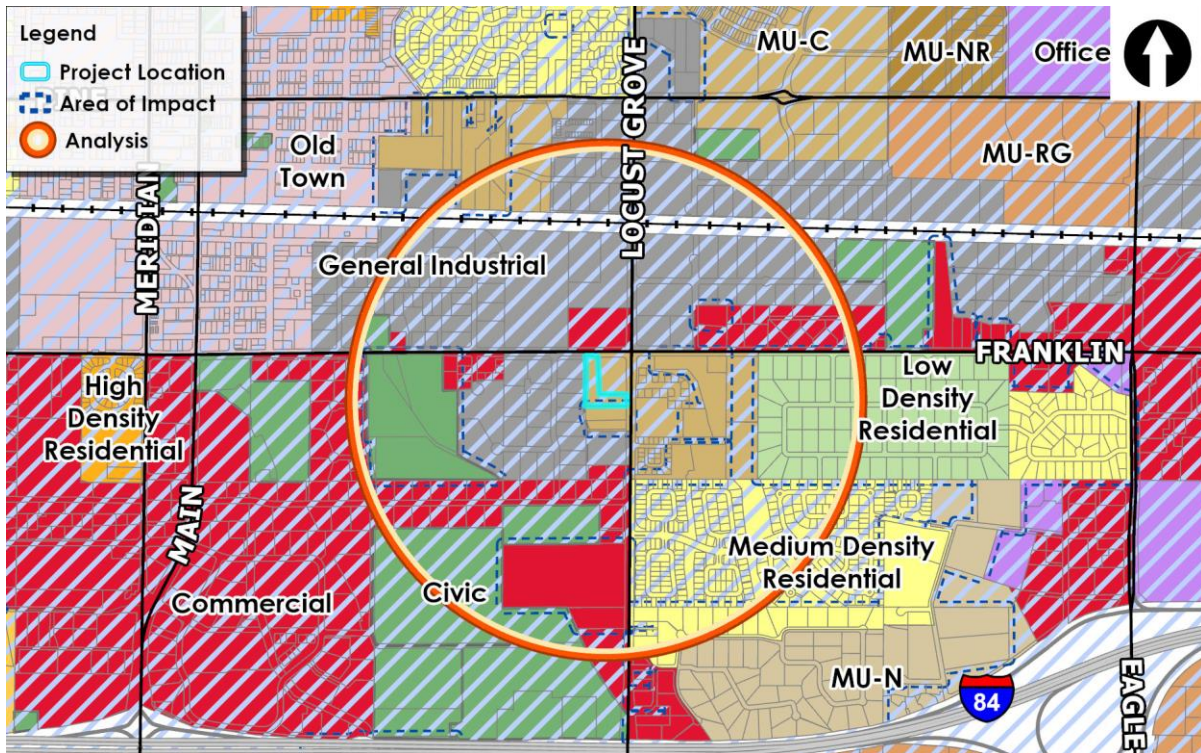 Legend
Project Location
Area of Impact
Analysis
PINE
MU-C
MU-NR
Office
Old
Town
MU-RG
MERIDIAN
LOCUST GROVE
General Industrial
FRANKLIN
High
Density
Residential
Low
Density
Residential
MAIN
Medium Density
Residential
Commercial
Civic
MU-N
84
EAGLE